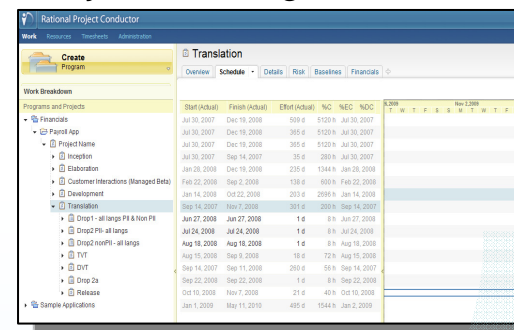 Rational Project Conductor
Work Resources Timesheets Administration
Create
Program
Translation
Overview Schedule Details Risk Baselines Financials
Work Breakdown
Programs and Projects
Start (Actual) Finish (Actual) Effort (Actual) %C %EC %DC
5, 2009 Nov 2, 2009
T W T F S S M T W T F
Financials Jul 30, 2007 Dec 19, 2008 509 d 5120 h Jul 30, 2007
Payroll App Jul 30, 2007 Dec 19, 2008 365 d 5120 h Jul 30, 2007
Project Name Jul 30, 2007 Dec 19, 2008 365 d 5120 h Jul 30, 2007
Inception Jul 30, 2007 Sep 14, 2007 35 d 280 h Jul 30, 2007
Elaboration Jan 28, 2008 Dec 19, 2008 235 d 1344 h Jan 28, 2008
Customer Interactions (Managed Beta) Feb 22, 2008 Sep 2, 2008 138 d 600 h Feb 22, 2008
Development Jan 14, 2008 Oct 22, 2008 203 d 2696 h Jan 14, 2008
Translation Sep 14, 2007 Nov 7, 2008 301 d 200 h Sep 14, 2007
Drop1 - all langs PII & Non PII Jun 27, 2008 Jun 27, 2008 1 d 8 h Jun 27, 2008
Drop2 PII- all langs Jul 24, 2008 Jul 24, 2008 1 d 8 h Jul 24, 2008
Drop2 nonPII - all langs Aug 18, 2008 Aug 18, 2008 1 d 8 h Aug 18, 2008
TVT Aug 15, 2008 Sep 9, 2008 18 d 72 h Aug 15, 2008
DVT Sep 14, 2007 Sep 11, 2008 260 d 56 h Sep 14, 2007
Drop 2a Sep 22, 2008 Sep 22, 2008 1 d 8 h Sep 22, 2008
Release Oct 10, 2008 Nov 7, 2008 21 d 40 h Oct 10, 2008
Sample Applications Jan 1, 2009 May 11, 2010 495 d 1544 h Jan 2, 2009